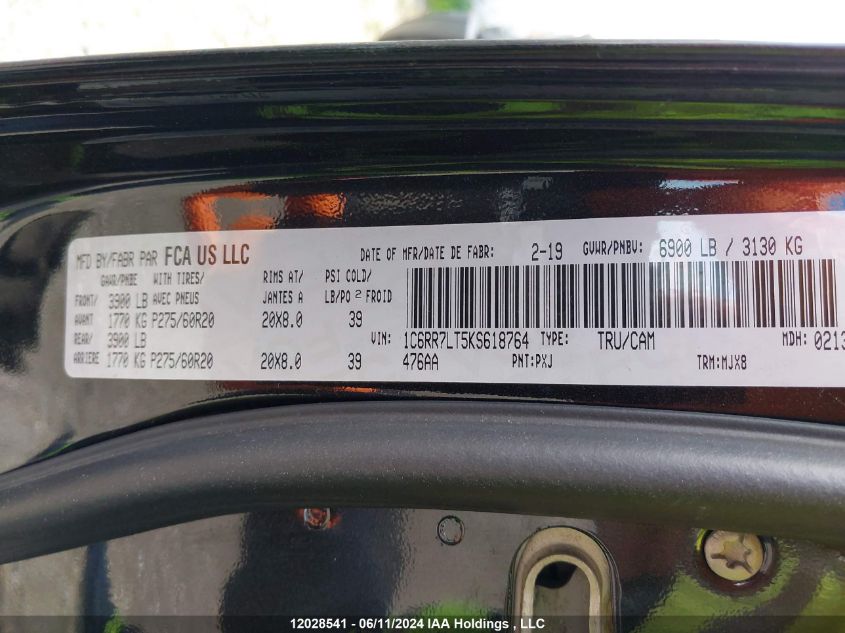 MFD BY/FABR PAR FCA US LLC DATE OF MFR/DATE DE FABR: 2-19 GVWR/PNBV: 6900 LB / 3130 KG
GAWR/PNBE WITH TIRES/ RIMS AT/ PSI COLD/
FRONT/ 3900 LB AVEC PNEUS JANTES A LB/PO 2 FROID
AVANT 1770 KG P275/60R20 20X8.0 39
REAR/ 3900 LB VIN: 1C6RR7LT5KS618764 TYPE: TRU/CAM MDH: 0213
ARRIERE 1770 KG P275/60R20 20X8.0 39 476AA PNT:PXJ TRM:MJX8
12028541 - 06/11/2024 IAA Holdings , LLC